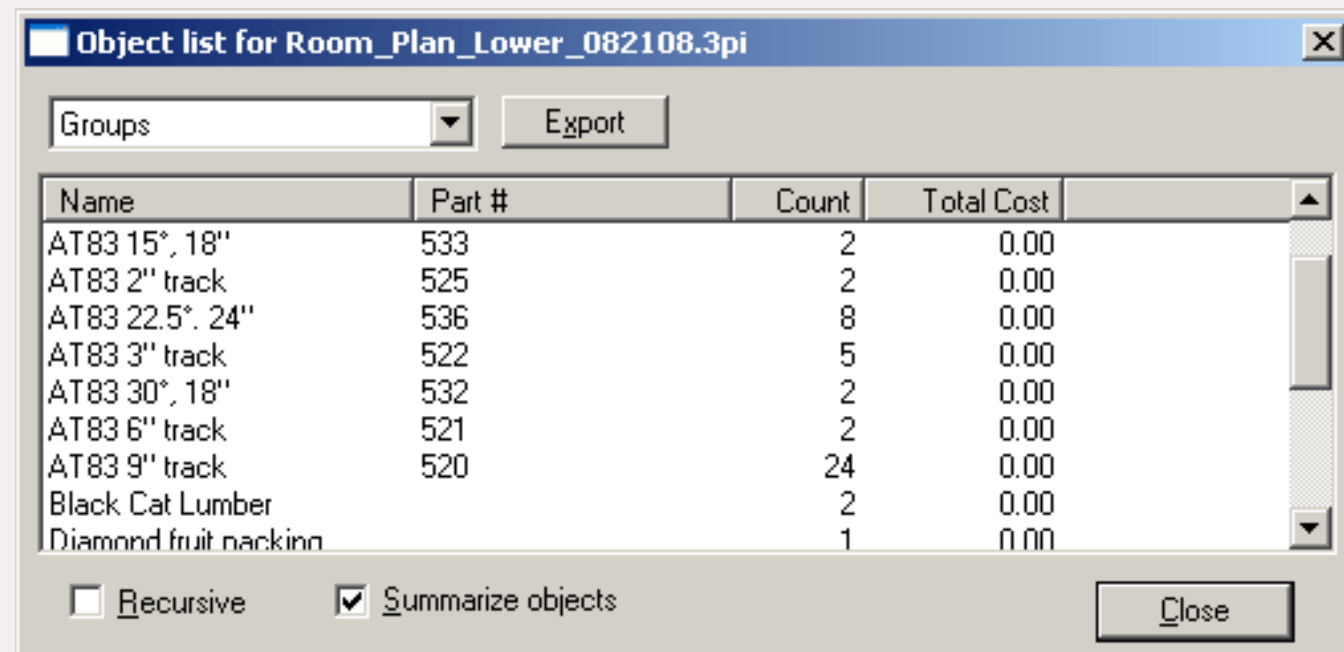 Object list for Room_Plan_Lower_082108.3pi
Groups Export
Name Part # Count Total Cost
AT83 15°, 18" 533 2 0.00
AT83 2" track 525 2 0.00
AT83 22.5°. 24" 536 8 0.00
AT83 3" track 522 5 0.00
AT83 30°, 18" 532 2 0.00
AT83 6" track 521 2 0.00
AT83 9" track 520 24 0.00
Black Cat Lumber 2 0.00
Diamond fruit packing 1 0.00
Recursive Summarize objects Close